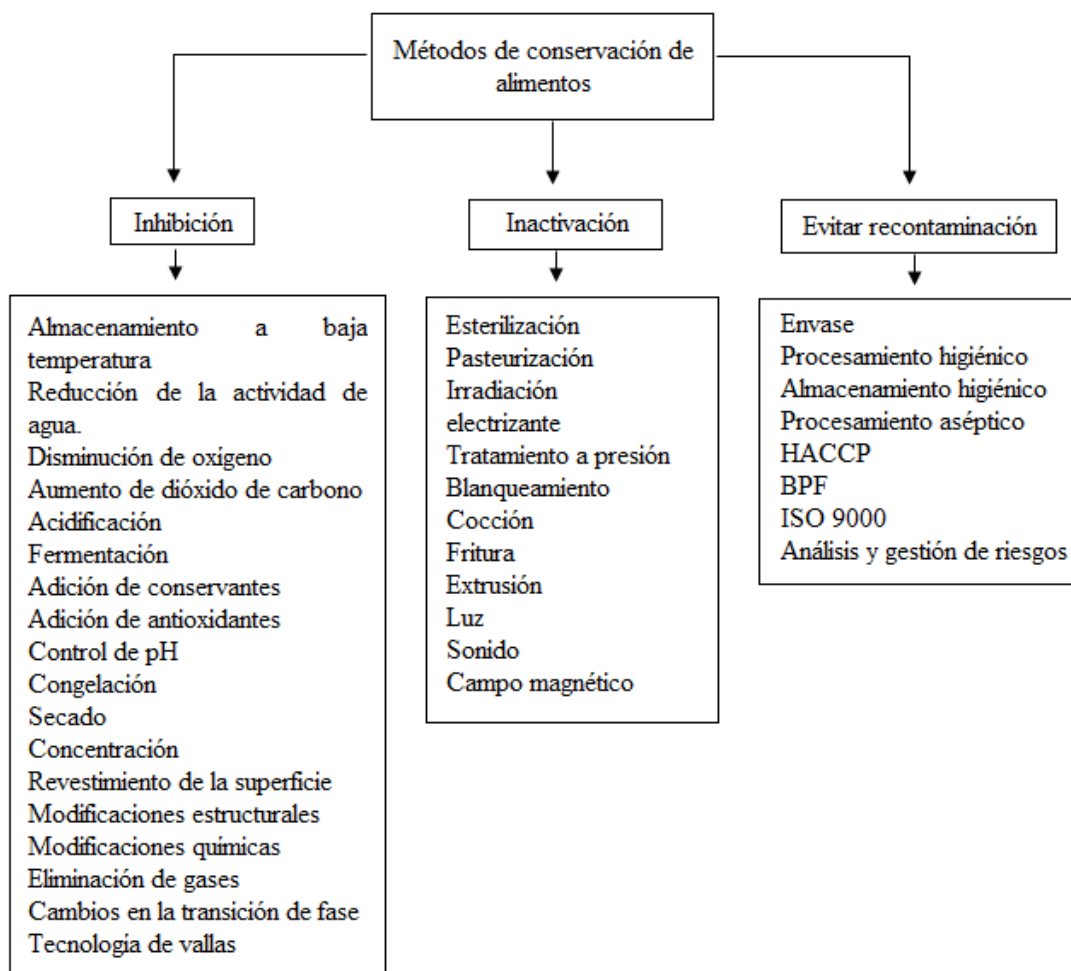 Métodos de conservación de
alimentos
Inhibición
Almacenamiento a baja
temperatura
Reducción de la actividad de
agua.
Disminución de oxigeno
Aumento de dióxido de carbono
Acidificación
Fermentación
Adición de conservantes
Adición de antioxidantes
Control de pH
Congelación
Secado
Concentración
Revestimiento de la superficie
Modificaciones estructurales
Modificaciones químicas
Eliminación de gases
Cambios en la transición de fase
Tecnología de vallas
Inactivación
Esterilización
Pasteurización
Irradiación
electrizante
Tratamiento a presión
Blanqueamiento
Cocción
Fritura
Extrusión
Luz
Sonido
Campo magnético
Evitar recontaminación
Envase
Procesamiento higiénico
Almacenamiento higiénico
Procesamiento aséptico
HACCP
BPF
ISO 9000
Análisis y gestión de riesgos